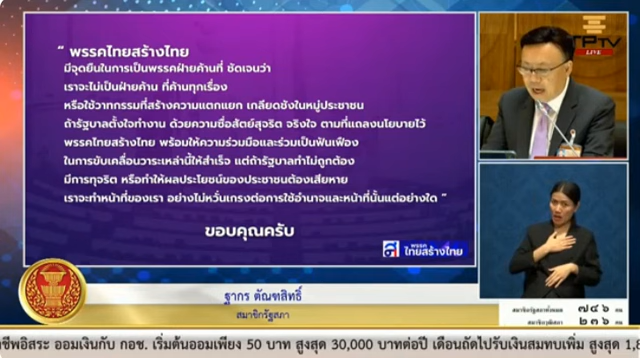 “ พรรคไทยสร้างไทย
มีจุดยืนในการเป็นพรรคฝ่ายค้านที่ ชัดเจนว่า
เราจะไม่เป็นฝ่ายค้าน ที่ค้านทุกเรื่อง
หรือใช้วาทกรรมที่สร้างความแตกแยก เกลียดชังในหมู่ประชาชน
ถ้ารัฐบาลตั้งใจทำงาน ด้วยความซื่อสัตย์สุจริต จริงใจ ตามที่แถลงนโยบายไว้
พรรคไทยสร้างไทย พร้อมให้ความร่วมมือและร่วมเป็นฟันเฟือง
ในการขับเคลื่อนวาระเหล่านี้ให้สำเร็จ แต่ถ้ารัฐบาลทำไม่ถูกต้อง
มีการทุจริต หรือทำให้ผลประโยชน์ของประชาชนต้องเสียหาย
เราจะทำหน้าที่ของเรา อย่างไม่หวั่นเกรงต่อการใช้อำนาจและหน้าที่นั้นแต่อย่างใด ”
ขอบคุณครับ
พรรค
ไทยสร้างไทย
TPTV
LIVE
ฐากร ตัณฑสิทธิ์
สมาชิกรัฐสภา
สมาชิกรัฐสภาทั้งหมด ๗๔๖ คน
๒๓๖ คน
าชีพอิสระ ออมเงินกับ กอช. เริ่มต้นออมเพียง 50 บาท สูงสุด 30,000 บาทต่อปี เดือนถัดไปรับเงินสมทบเพิ่ม สูงสุด 1,8